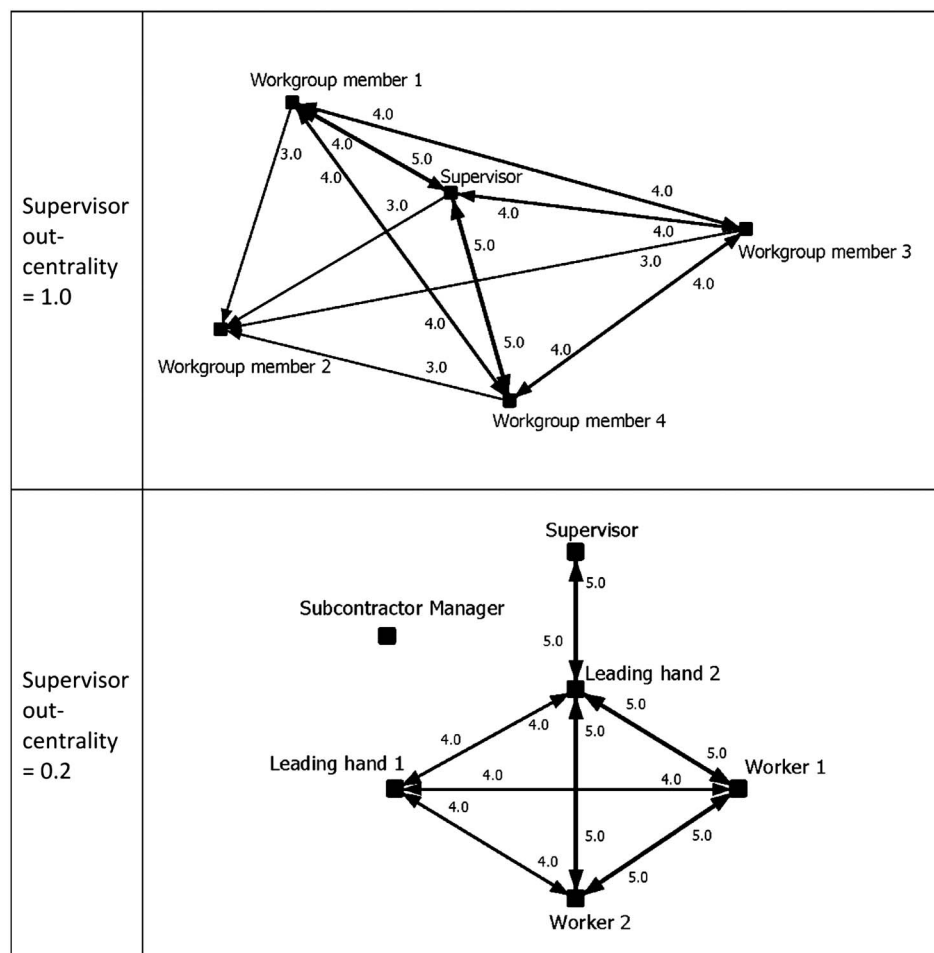 Supervisor
out-
centrality
= 1.0
Workgroup member 1
4.0
3.0
4.0
5.0
4.0
Supervisor
4.0
3.0
4.0
4.0
5.0
3.0
Workgroup member 3
4.0
4.0
5.0
4.0
3.0
Workgroup member 2
Workgroup member 4
Supervisor
out-
centrality
= 0.2
Supervisor
5.0
Subcontractor Manager
5.0
Leading hand 2
5.0
4.0
5.0
4.0
5.0
Leading hand 1
4.0
4.0
Worker 1
4.0
5.0
5.0
4.0
5.0
Worker 2